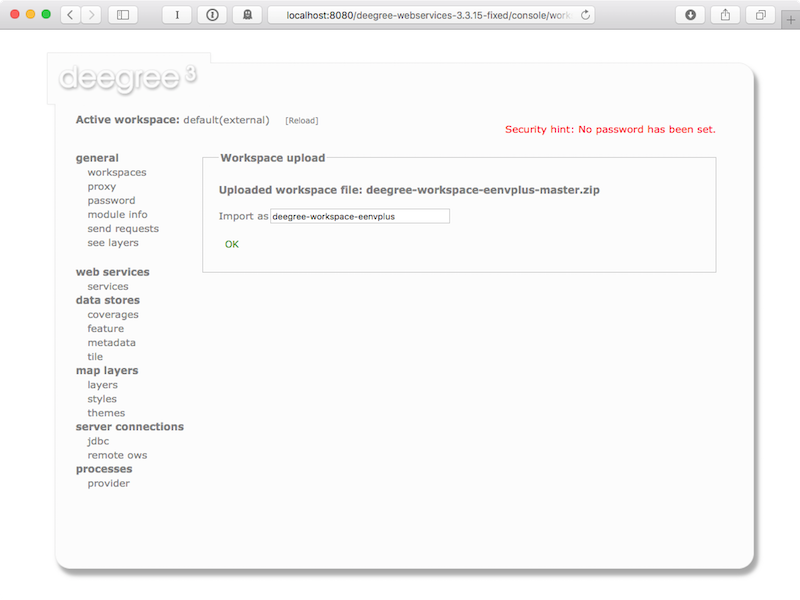 localhost:8080/deegree-webservices-3.3.15-fixed/console/work
deegree 3
Active workspace: default(external) [Reload]
Security hint: No password has been set.
general
workspaces
proxy
password
module info
send requests
see layers
web services
services
data stores
coverages
feature
metadata
tile
map layers
layers
styles
themes
server connections
jdbc
remote ows
processes
provider
Workspace upload
Uploaded workspace file: deegree-workspace-eenvplus-master.zip
Import as deegree-workspace-eenvplus
OK